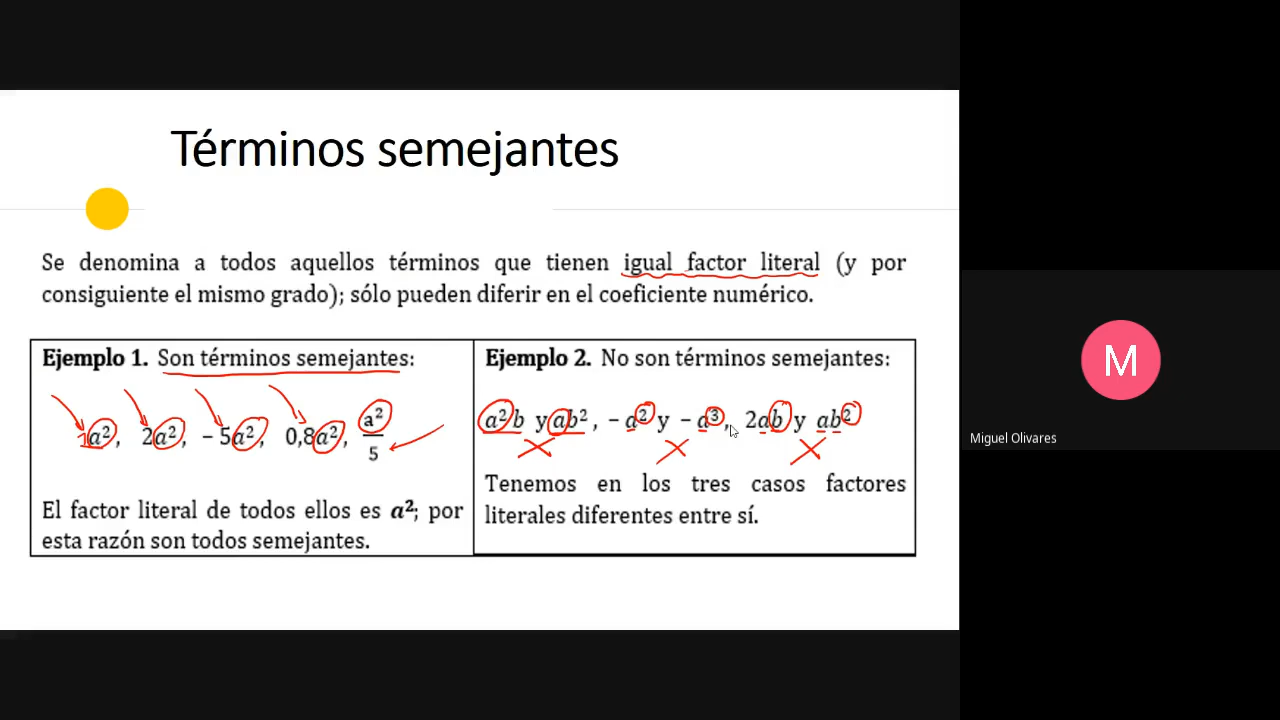 Términos semejantes
Se denomina a todos aquellos términos que tienen igual factor literal (y por
consiguiente el mismo grado); sólo pueden diferir en el coeficiente numérico.
Ejemplo 1. Son términos semejantes:
1a², 2a², – 5a², 0,8a², a²/5
El factor literal de todos ellos es a²; por
esta razón son todos semejantes.
Ejemplo 2. No son términos semejantes:
a²b y ab², – a² y – a³, 2ab y ab²
Tenemos en los tres casos factores
literales diferentes entre sí.
M
Miguel Olivares